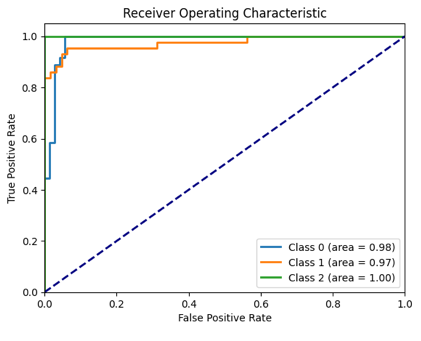 Receiver Operating Characteristic
True Positive Rate
1.0
0.8
0.6
0.4
0.2
0.0
0.0
0.2
0.4
0.6
0.8
1.0
False Positive Rate
Class 0 (area = 0.98)
Class 1 (area = 0.97)
Class 2 (area = 1.00)